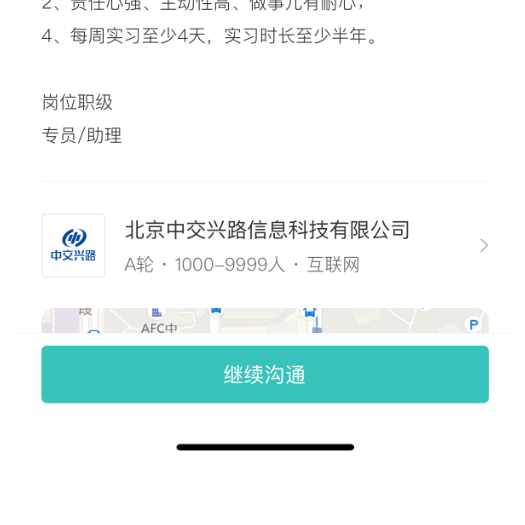 2、责任心强、主动性高、做事儿有耐心；
4、每周实习至少4天，实习时长至少半年。
岗位职级
专员/助理
北京中交兴路信息科技有限公司
中交兴路
A轮 · 1000-9999人 · 互联网
段
AFC中
P
继续沟通